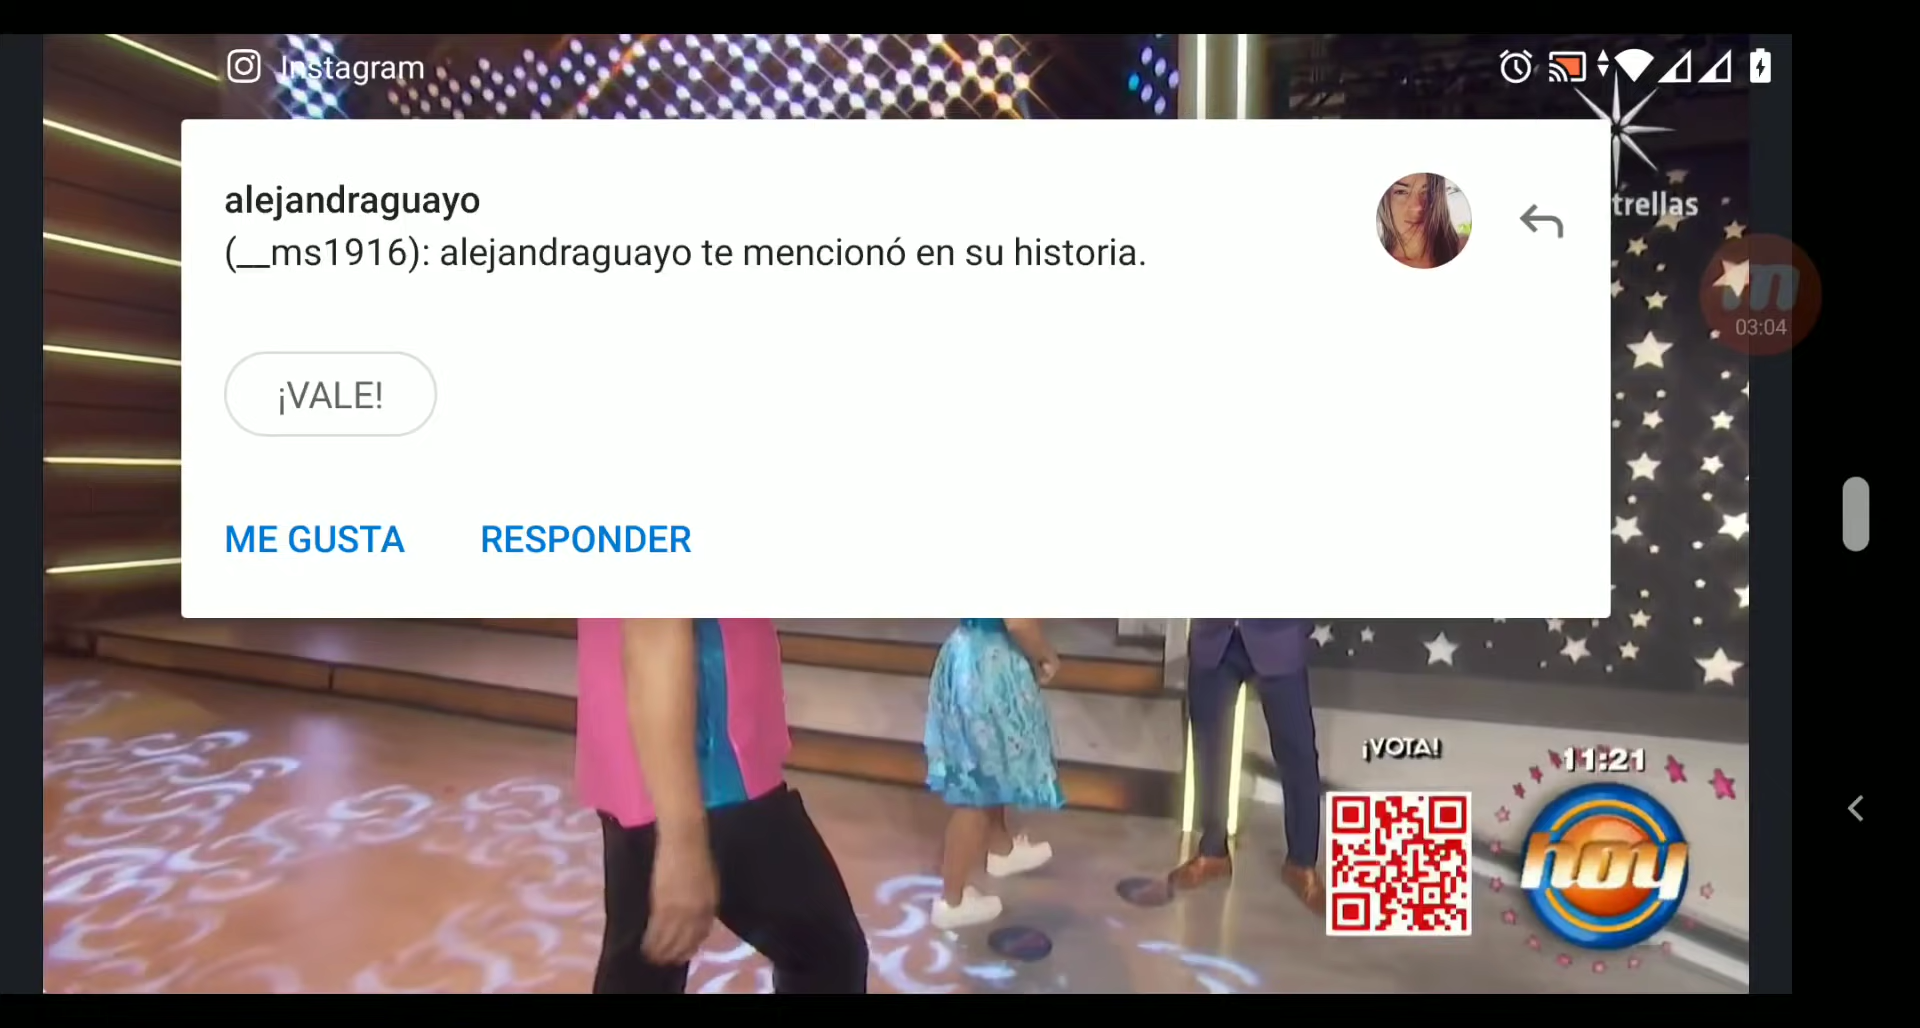 Instagram
trellas
alejandraguayo
(__ms1916): alejandraguayo te mencionó en su historia.
m
03:04
¡VALE!
ME GUSTA
RESPONDER
¡VOTA!
11:21
hoy